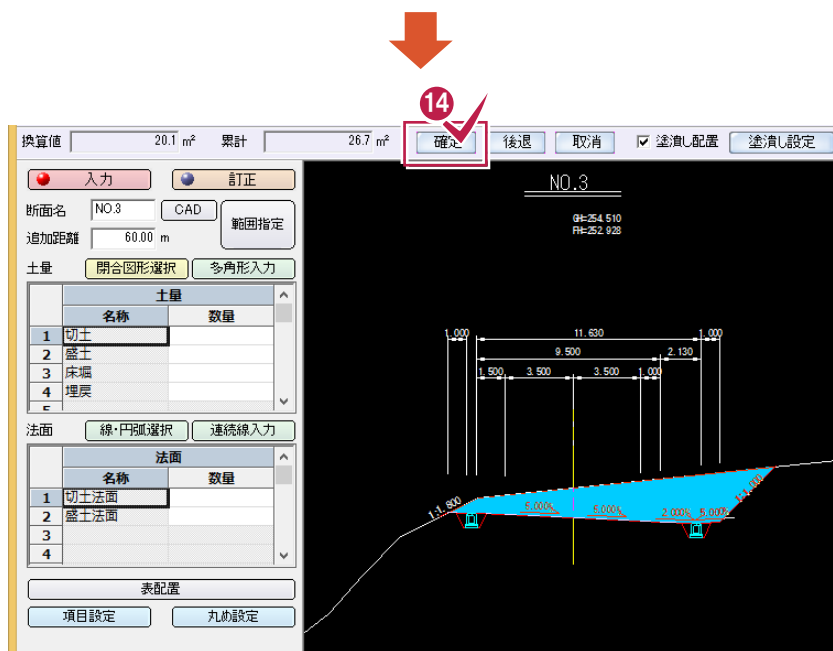 14
換算値 20.1 m² 累計 26.7 m² 確定 後退 取消 塗潰し配置 塗潰し設定
入力 訂正
断面名 NO.3 CAD 範囲指定
追加距離 60.00 m
土量 閉合図形選択 多角形入力
土量
名称 数量
1 切土
2 盛土
3 床堀
4 埋戻
5
法面 線・円弧選択 連続線入力
法面
名称 数量
1 切土法面
2 盛土法面
3
4
表配置
項目設定 丸め設定
NO.3
GH=254.510
FH=252.928
1.000 11.630 1.000
9.500 2.130
1.500 3.500 3.500 1.000
1:1.800 5.000% 5.000% 2.000% 5.000% 1:1.000